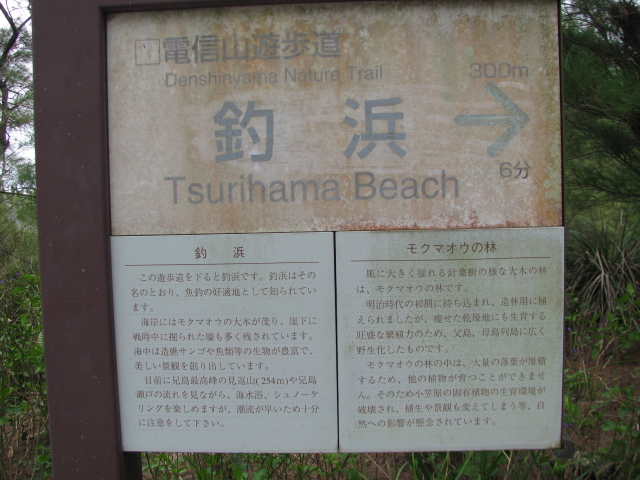 電信山遊歩道
Denshinyama Nature Trail
300m
釣浜
6分
Tsurihama Beach
釣　浜
この遊歩道を下ると釣浜です。釣浜はその
名のとおり、魚釣の好適地として知られてい
ます。
海岸にはモクマオウの大木が茂り、崖下に
戦時中に掘られた壕も多く残されています。
海中は造礁サンゴや魚類等の生物が豊富で、
美しい景観を創り出しています。
目前に兄島最高峰の見返山(254m)や兄島
瀬戸の流れを見ながら、海水浴、シュノーケ
リングを楽しめますが、潮流が早いため十分
に注意をして下さい。
モクマオウの林
風に大きく揺れる針葉樹の様な大木の林
は、モクマオウの林です。
明治時代の初期に持ち込まれ、造林用に植
えられましたが、痩せた乾燥地にも生育する
旺盛な繁殖力のため、父島、母島列島に広く
野生化したものです。
モクマオウの林の中は、大量の落葉が堆積
するため、他の植物が育つことができませ
ん。そのため小笠原の固有植物の生育環境が
破壊され、植生や景観も変えてしまう等、自
然への影響が懸念されています。